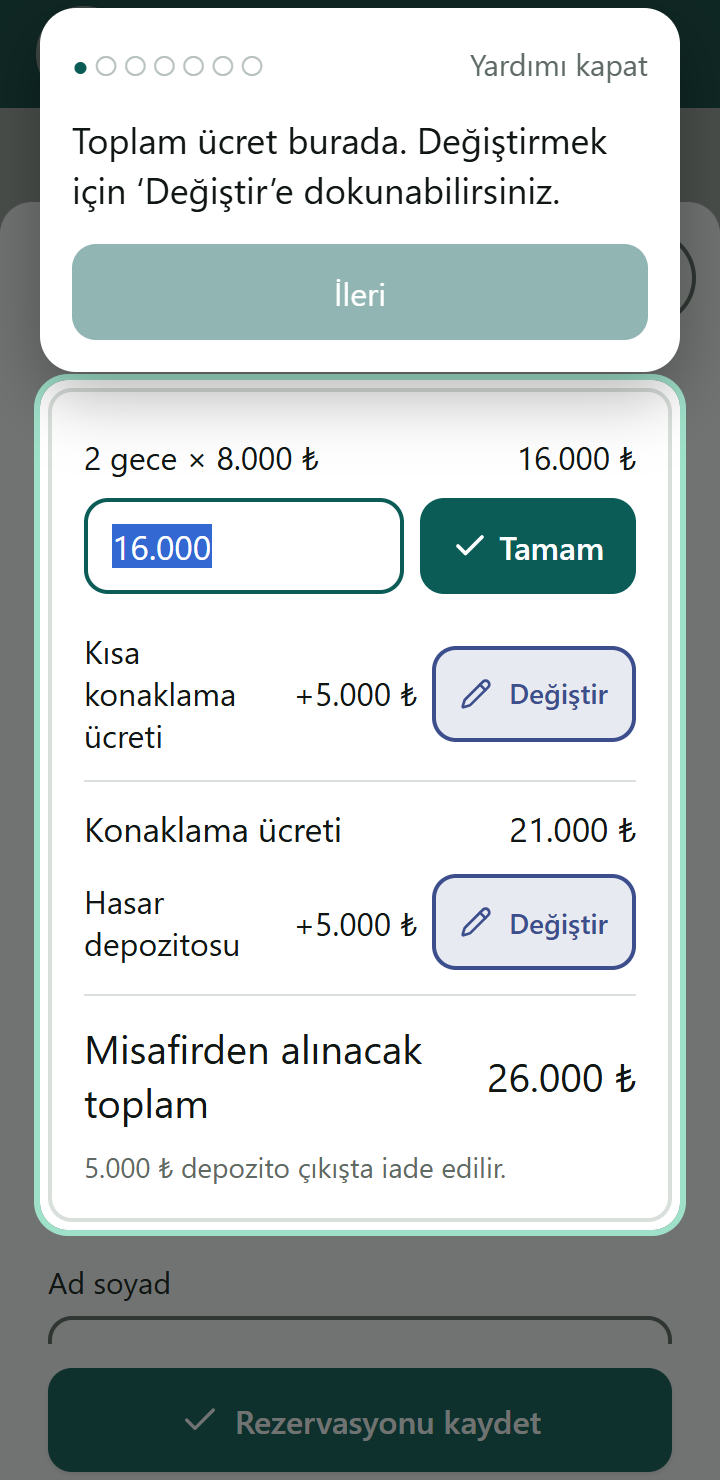 Yardımı kapat
Toplam ücret burada. Değiştirmek
için ‘Değiştir’e dokunabilirsiniz.
İleri
2 gece × 8.000 ₺ 16.000 ₺
16.000 Tamam
Kısa
konaklama
ücreti
+5.000 ₺ Değiştir
Konaklama ücreti 21.000 ₺
Hasar
depozitosu
+5.000 ₺ Değiştir
Misafirden alınacak
toplam
26.000 ₺
5.000 ₺ depozito çıkışta iade edilir.
Ad soyad
Rezervasyonu kaydet